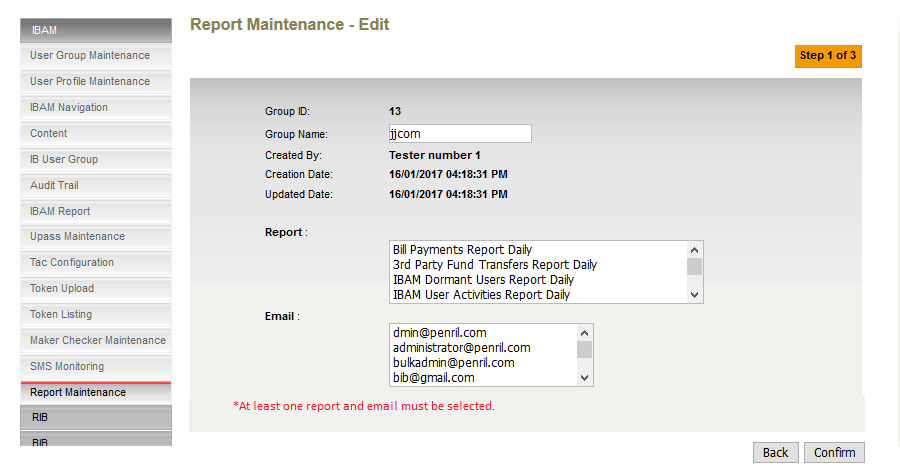 IBAM
User Group Maintenance
User Profile Maintenance
IBAM Navigation
Content
IB User Group
Audit Trail
IBAM Report
Upass Maintenance
Tac Configuration
Token Upload
Token Listing
Maker Checker Maintenance
SMS Monitoring
Report Maintenance
RIB
BIB
Report Maintenance - Edit
Step 1 of 3
Group ID: 13
Group Name: jjcom
Created By: Tester number 1
Creation Date: 16/01/2017 04:18:31 PM
Updated Date: 16/01/2017 04:18:31 PM
Report :
Bill Payments Report Daily
3rd Party Fund Transfers Report Daily
IBAM Dormant Users Report Daily
IBAM User Activities Report Daily
Email :
dmin@penril.com
administrator@penril.com
bulkadmin@penril.com
bib@gmail.com
*At least one report and email must be selected.
Back Confirm